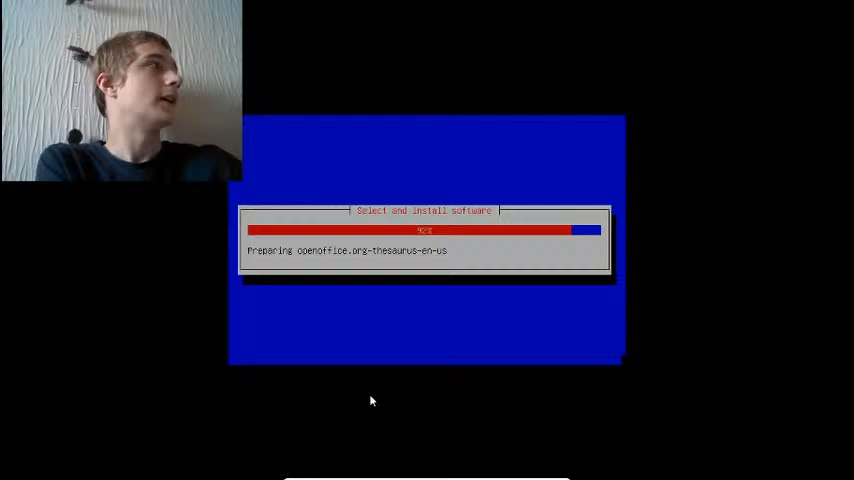 Select and install software
92%
Preparing openoffice.org-thesaurus-en-us